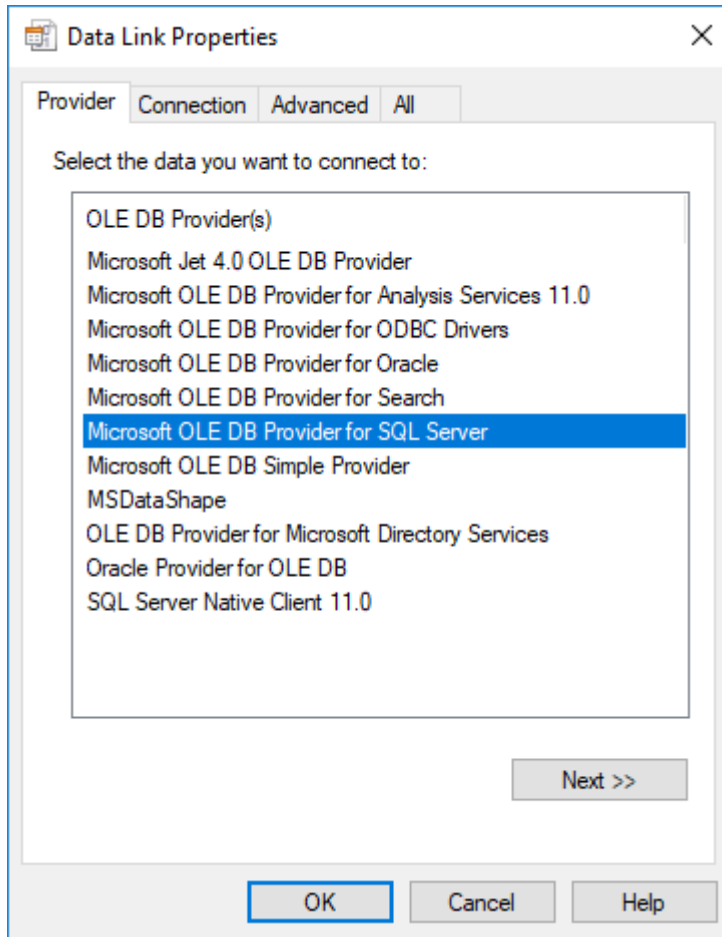 Data Link Properties
Provider
Connection
Advanced
All
Select the data you want to connect to:
OLE DB Provider(s)
Microsoft Jet 4.0 OLE DB Provider
Microsoft OLE DB Provider for Analysis Services 11.0
Microsoft OLE DB Provider for ODBC Drivers
Microsoft OLE DB Provider for Oracle
Microsoft OLE DB Provider for Search
Microsoft OLE DB Provider for SQL Server
Microsoft OLE DB Simple Provider
MSDataShape
OLE DB Provider for Microsoft Directory Services
Oracle Provider for OLE DB
SQL Server Native Client 11.0
Next >>
OK
Cancel
Help